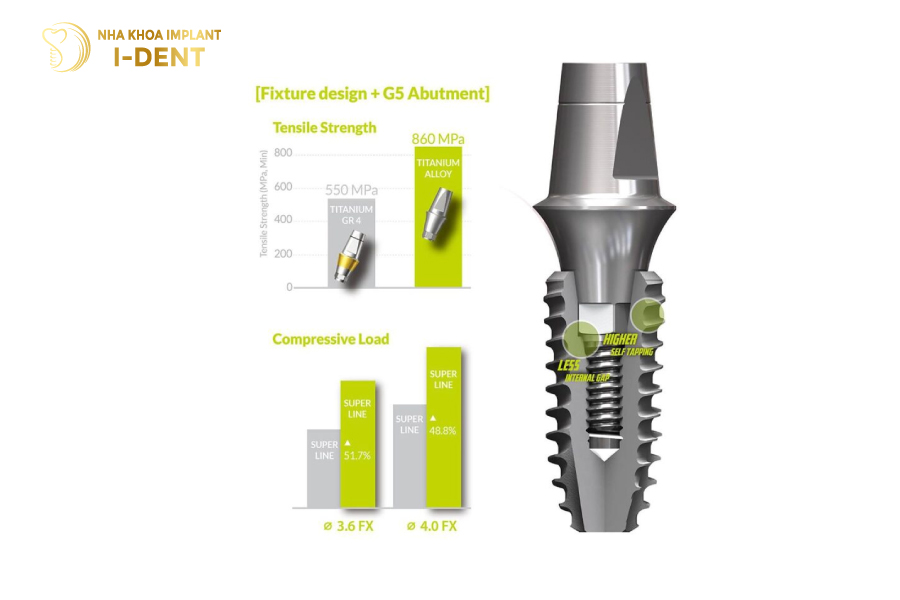 NHA KHOA IMPLANT
I-DENT
[Fixture design + G5 Abutment]
Tensile Strength
Tensile Strength (MPa, Min)
800
600
400
200
0
550 MPa
TITANIUM
GR 4
860 MPa
TITANIUM
ALLOY
Compressive Load
SUPER
LINE
SUPER
LINE
▲
51.7%
SUPER
LINE
SUPER
LINE
▲
48.8%
ø 3.6 FX
ø 4.0 FX
HIGHER
SELF TAPPING
LESS
INTERNAL GAP